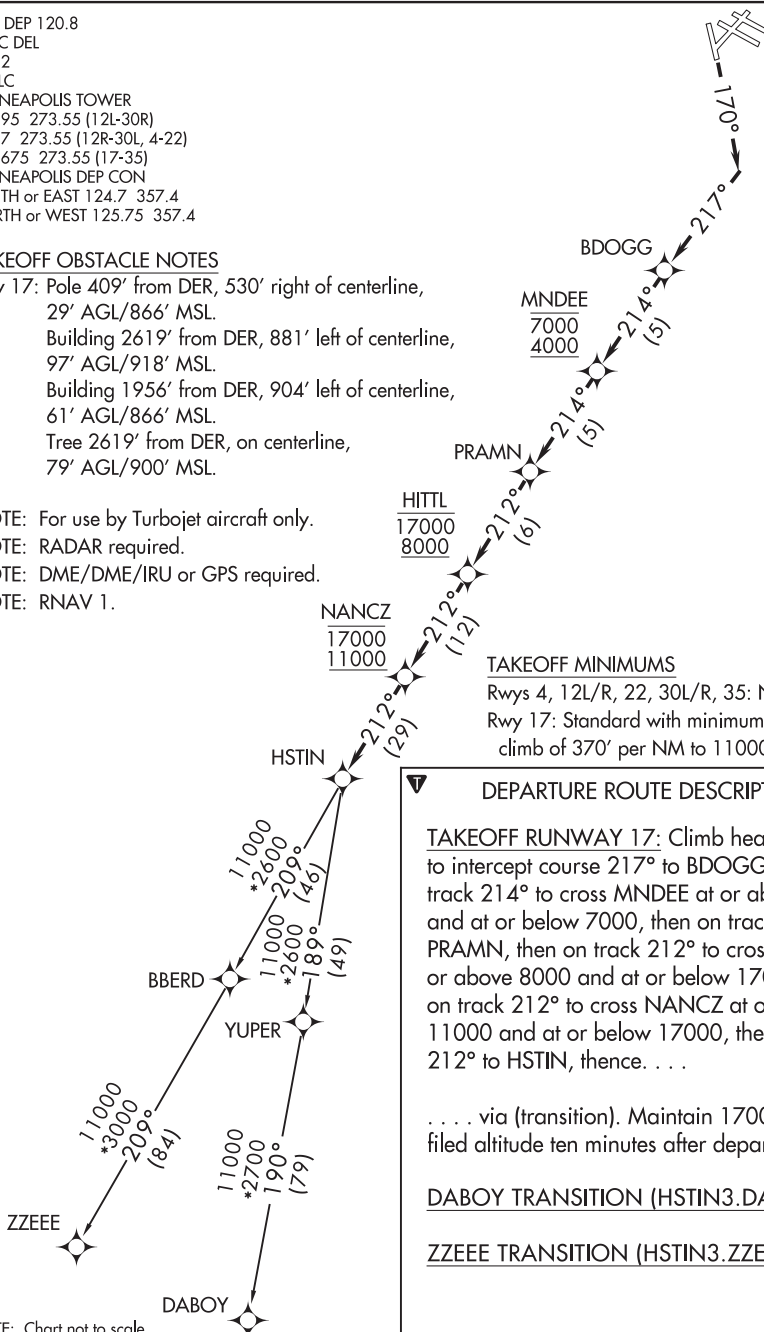 DEP 120.8
C DEL
2
LC
NEAPOLIS TOWER
95 273.55 (12L-30R)
7 273.55 (12R-30L, 4-22)
675 273.55 (17-35)
NEAPOLIS DEP CON
TH or EAST 124.7 357.4
RTH or WEST 125.75 357.4
170°
217°
BDOGG
214°
(5)
MNDEE
7000
4000
214°
(5)
KEOFF OBSTACLE NOTES
y 17: Pole 409' from DER, 530' right of centerline,
29' AGL/866' MSL.
Building 2619' from DER, 881' left of centerline,
97' AGL/918' MSL.
Building 1956' from DER, 904' left of centerline,
61' AGL/866' MSL.
Tree 2619' from DER, on centerline,
79' AGL/900' MSL.
PRAMN
212°
(6)
HITTL
17000
8000
TE: For use by Turbojet aircraft only.
TE: RADAR required.
TE: DME/DME/IRU or GPS required.
TE: RNAV 1.
212°
(12)
NANCZ
17000
11000
212°
(29)
HSTIN
TAKEOFF MINIMUMS
Rwys 4, 12L/R, 22, 30L/R, 35: N
Rwy 17: Standard with minimum
climb of 370' per NM to 11000
11000
*2600
209°
(46)
11000
*2600
189°
(49)
BBERD
YUPER
11000
*3000
209°
(84)
11000
*2700
190°
(79)
ZZEEE
DABOY
TE: Chart not to scale
T
DEPARTURE ROUTE DESCRIPT
TAKEOFF RUNWAY 17: Climb hea
to intercept course 217° to BDOGG
track 214° to cross MNDEE at or ab
and at or below 7000, then on trac
PRAMN, then on track 212° to cros
or above 8000 and at or below 170
on track 212° to cross NANCZ at o
11000 and at or below 17000, the
212° to HSTIN, thence. . . .
. . . . via (transition). Maintain 1700
filed altitude ten minutes after depar
DABOY TRANSITION (HSTIN3.DA
ZZEEE TRANSITION (HSTIN3.ZZE